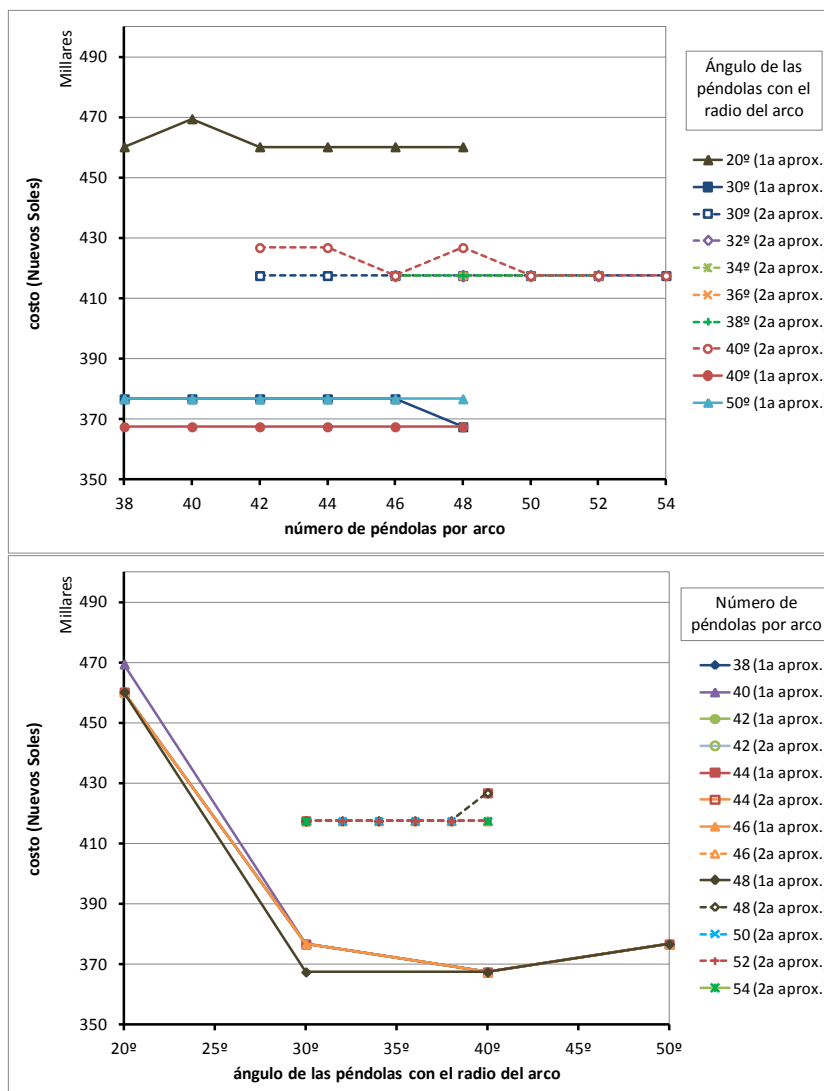 Millares
490
470
450
430
410
390
370
350
costo (Nuevos Soles)
38 40 42 44 46 48 50 52 54
número de péndolas por arco
Ángulo de las
péndolas con el
radio del arco
20º (1a aprox.
30º (1a aprox.
30º (2a aprox.
32º (2a aprox.
34º (2a aprox.
36º (2a aprox.
38º (2a aprox.
40º (2a aprox.
40º (1a aprox.
50º (1a aprox.
Millares
490
470
450
430
410
390
370
350
costo (Nuevos Soles)
20º 25º 30º 35º 40º 45º 50º
ángulo de las péndolas con el radio del arco
Número de
péndolas por arco
38 (1a aprox.
40 (1a aprox.
42 (1a aprox.
42 (2a aprox.
44 (1a aprox.
44 (2a aprox.
46 (1a aprox.
46 (2a aprox.
48 (1a aprox.
48 (2a aprox.
50 (2a aprox.
52 (2a aprox.
54 (2a aprox.